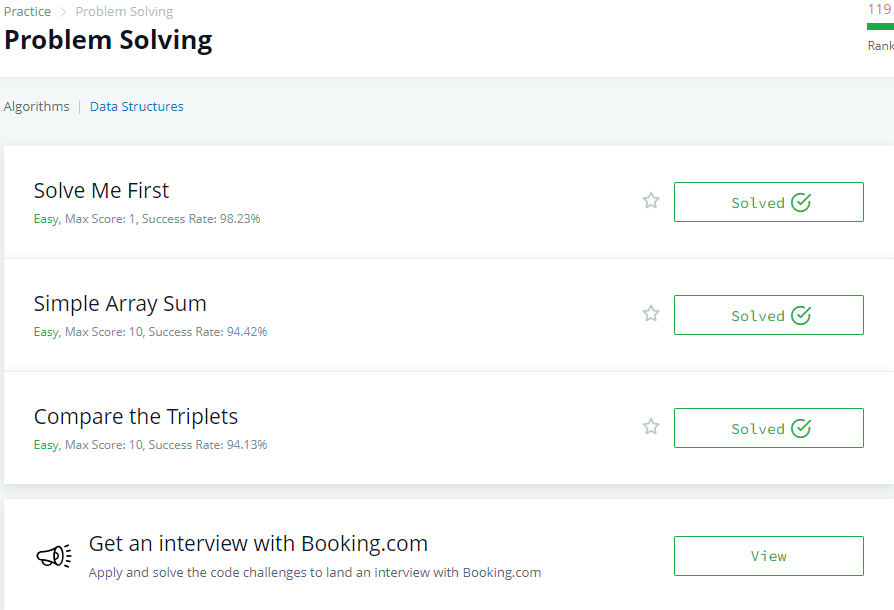 Practice > Problem Solving
119
Problem Solving
Rank
Algorithms | Data Structures
Solve Me First
Easy, Max Score: 1, Success Rate: 98.23%
Solved
Simple Array Sum
Easy, Max Score: 10, Success Rate: 94.42%
Solved
Compare the Triplets
Easy, Max Score: 10, Success Rate: 94.13%
Solved
Get an interview with Booking.com
Apply and solve the code challenges to land an interview with Booking.com
View